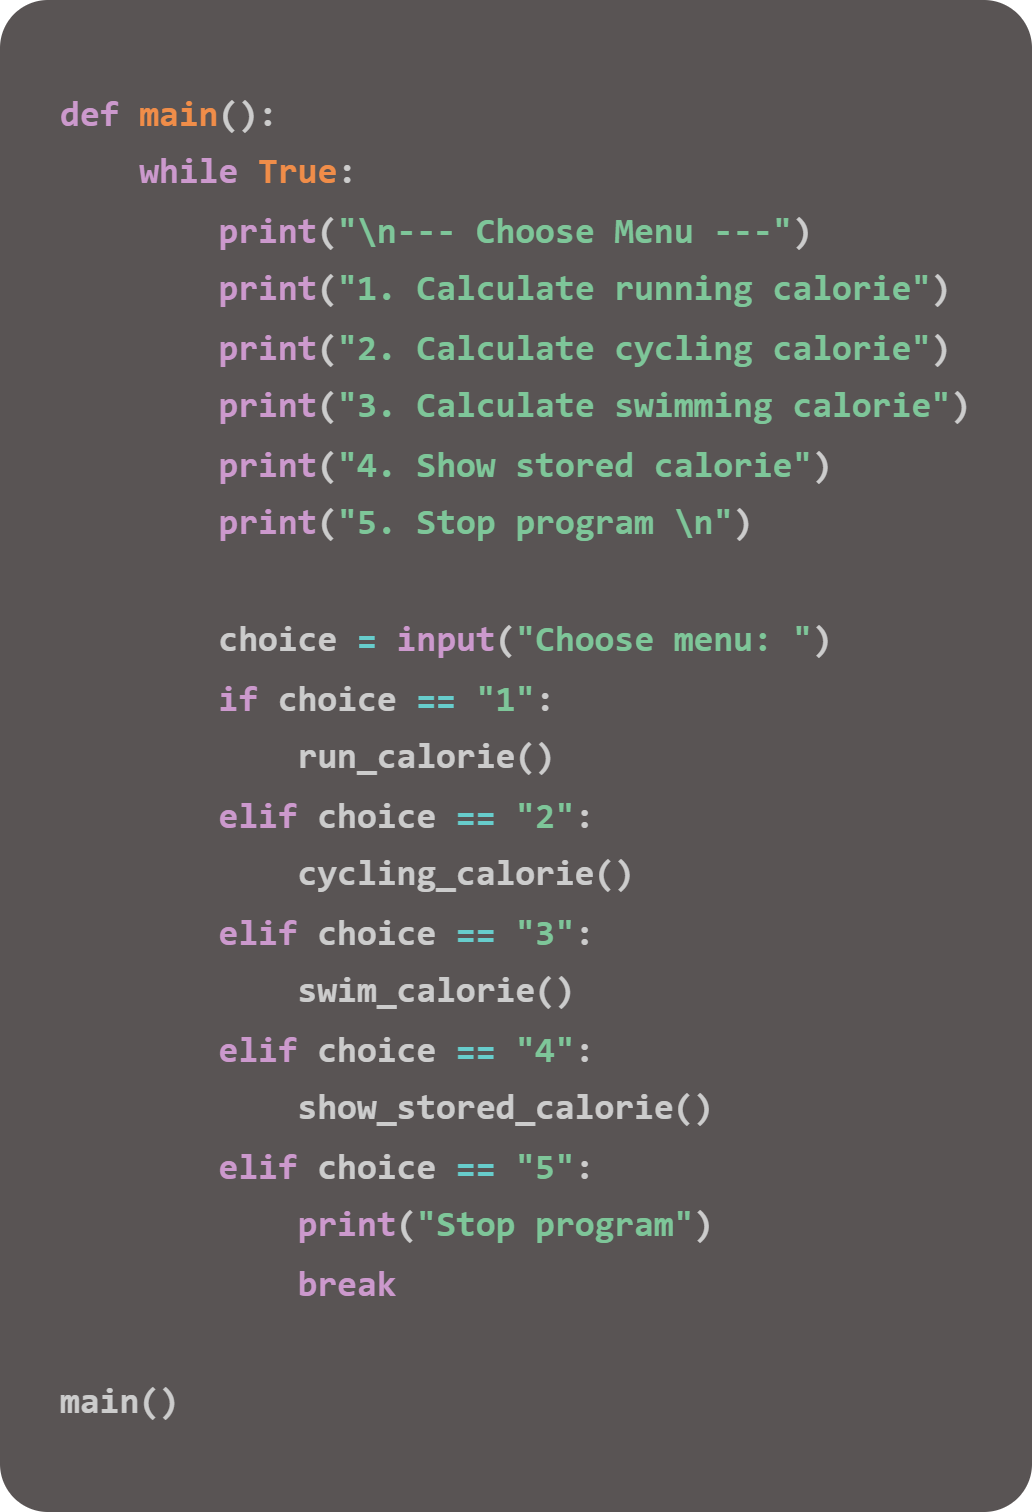 def main():
    while True:
        print("\n--- Choose Menu ---")
        print("1. Calculate running calorie")
        print("2. Calculate cycling calorie")
        print("3. Calculate swimming calorie")
        print("4. Show stored calorie")
        print("5. Stop program \n")

        choice = input("Choose menu: ")
        if choice == "1":
            run_calorie()
        elif choice == "2":
            cycling_calorie()
        elif choice == "3":
            swim_calorie()
        elif choice == "4":
            show_stored_calorie()
        elif choice == "5":
            print("Stop program")
            break

main()